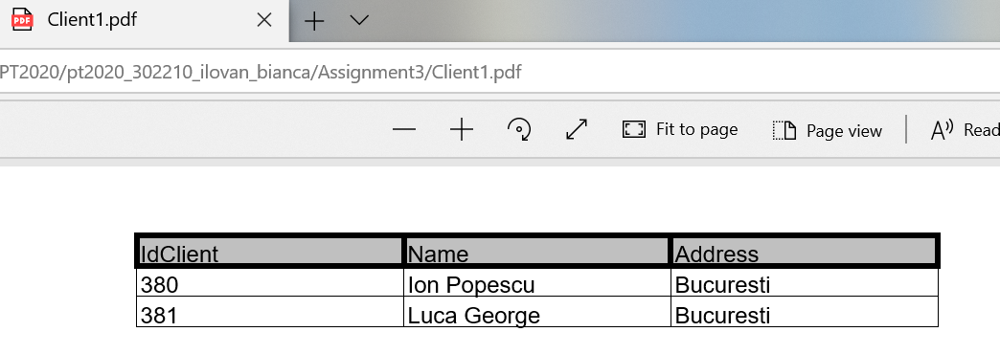 PDF Client1.pdf
PT2020/pt2020_302210_ilovan_bianca/Assignment3/Client1.pdf
Fit to page Page view A Read
IdClient Name Address
380 Ion Popescu Bucuresti
381 Luca George Bucuresti